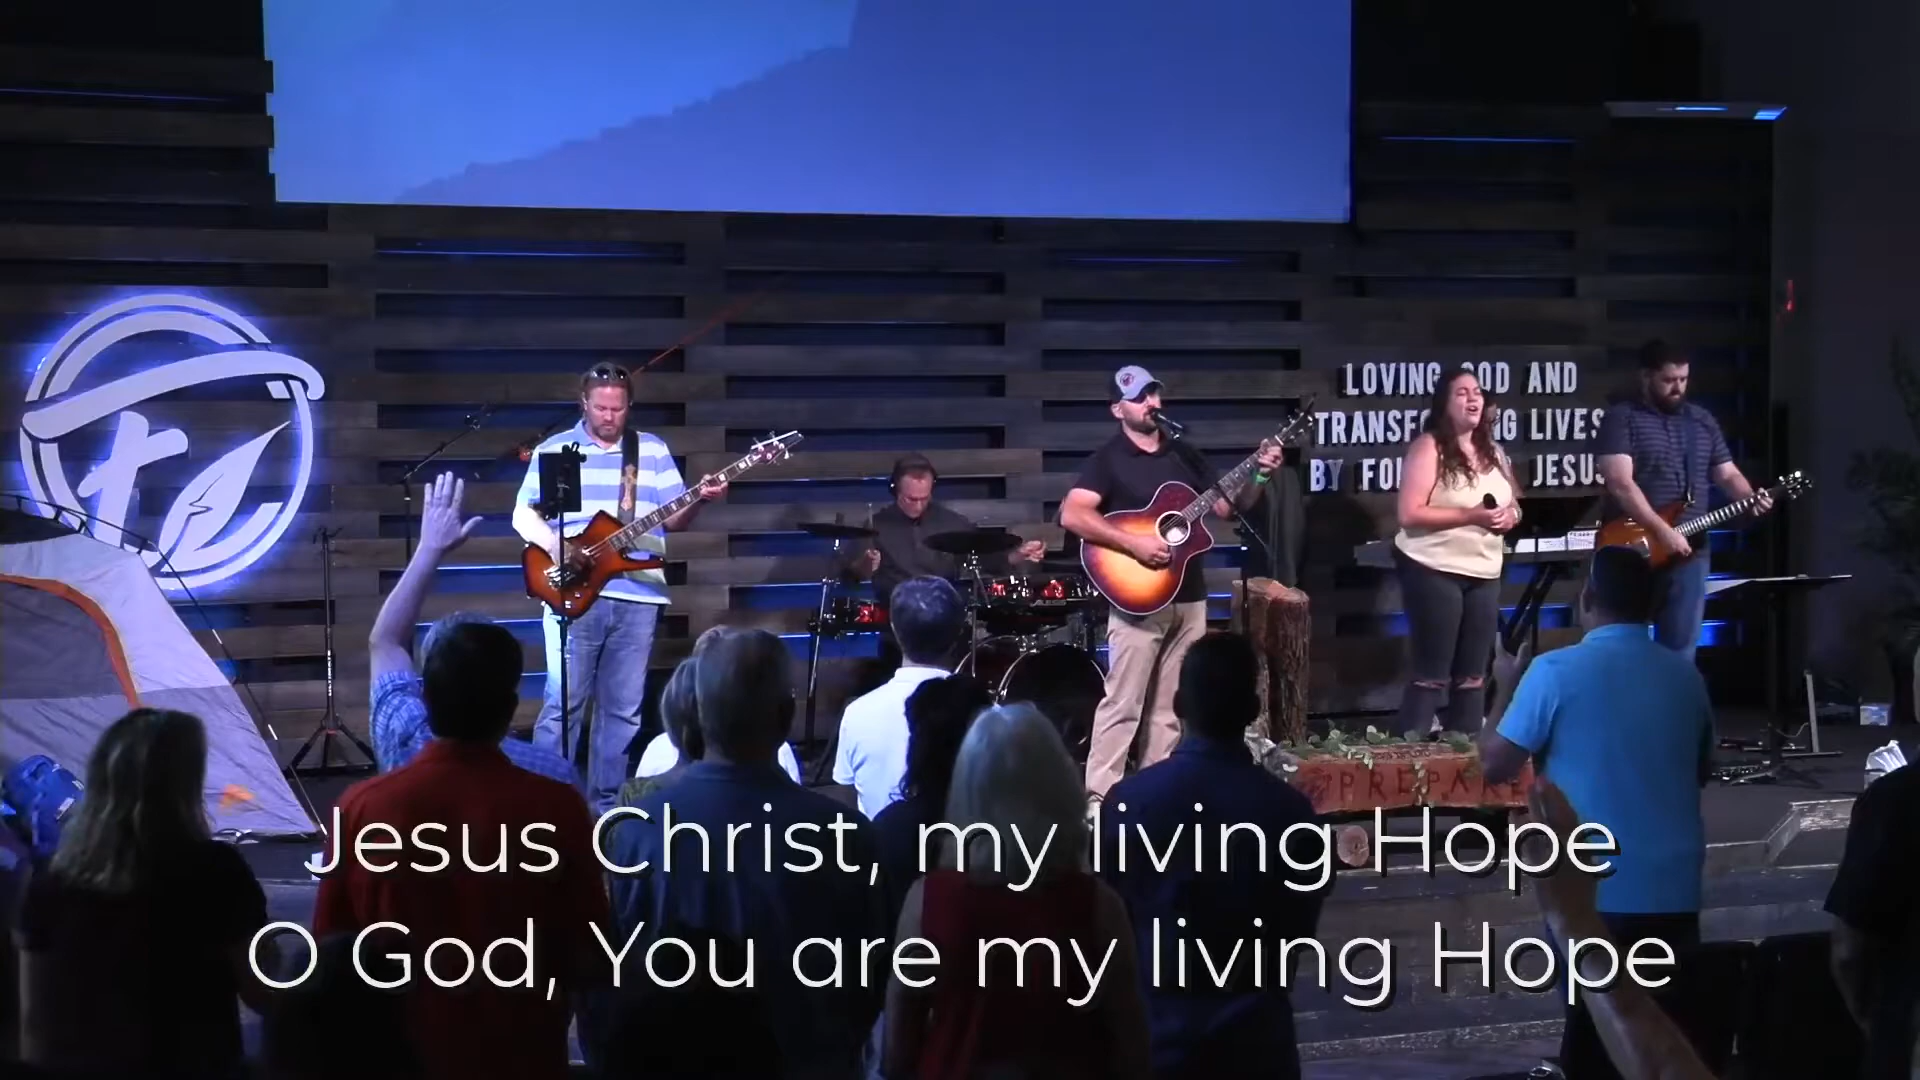 LOVING GOD AND
LIVES
BY JESUS
PREPARE
Jesus Christ, my living Hope
O God, You are my living Hope